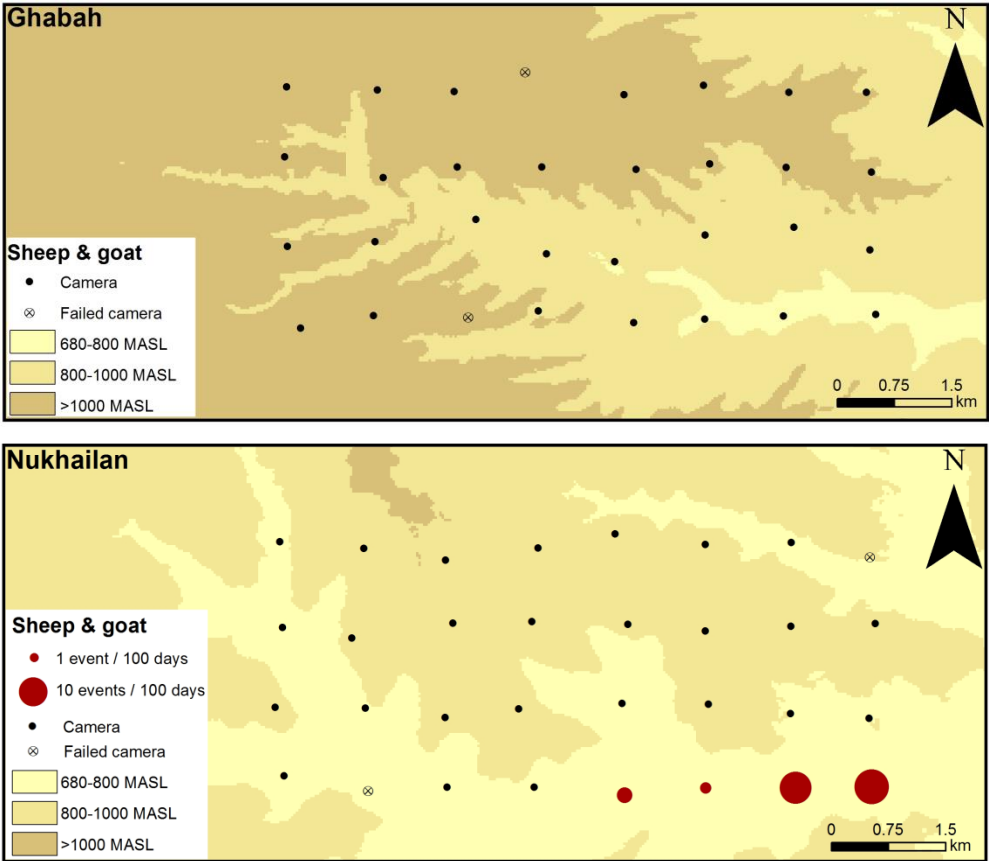 Ghabah
N
Sheep & goat
Camera
Failed camera
680-800 MASL
800-1000 MASL
>1000 MASL
0 0.75 1.5
km
Nukhailan
N
Sheep & goat
1 event / 100 days
10 events / 100 days
Camera
Failed camera
680-800 MASL
800-1000 MASL
>1000 MASL
0 0.75 1.5
km